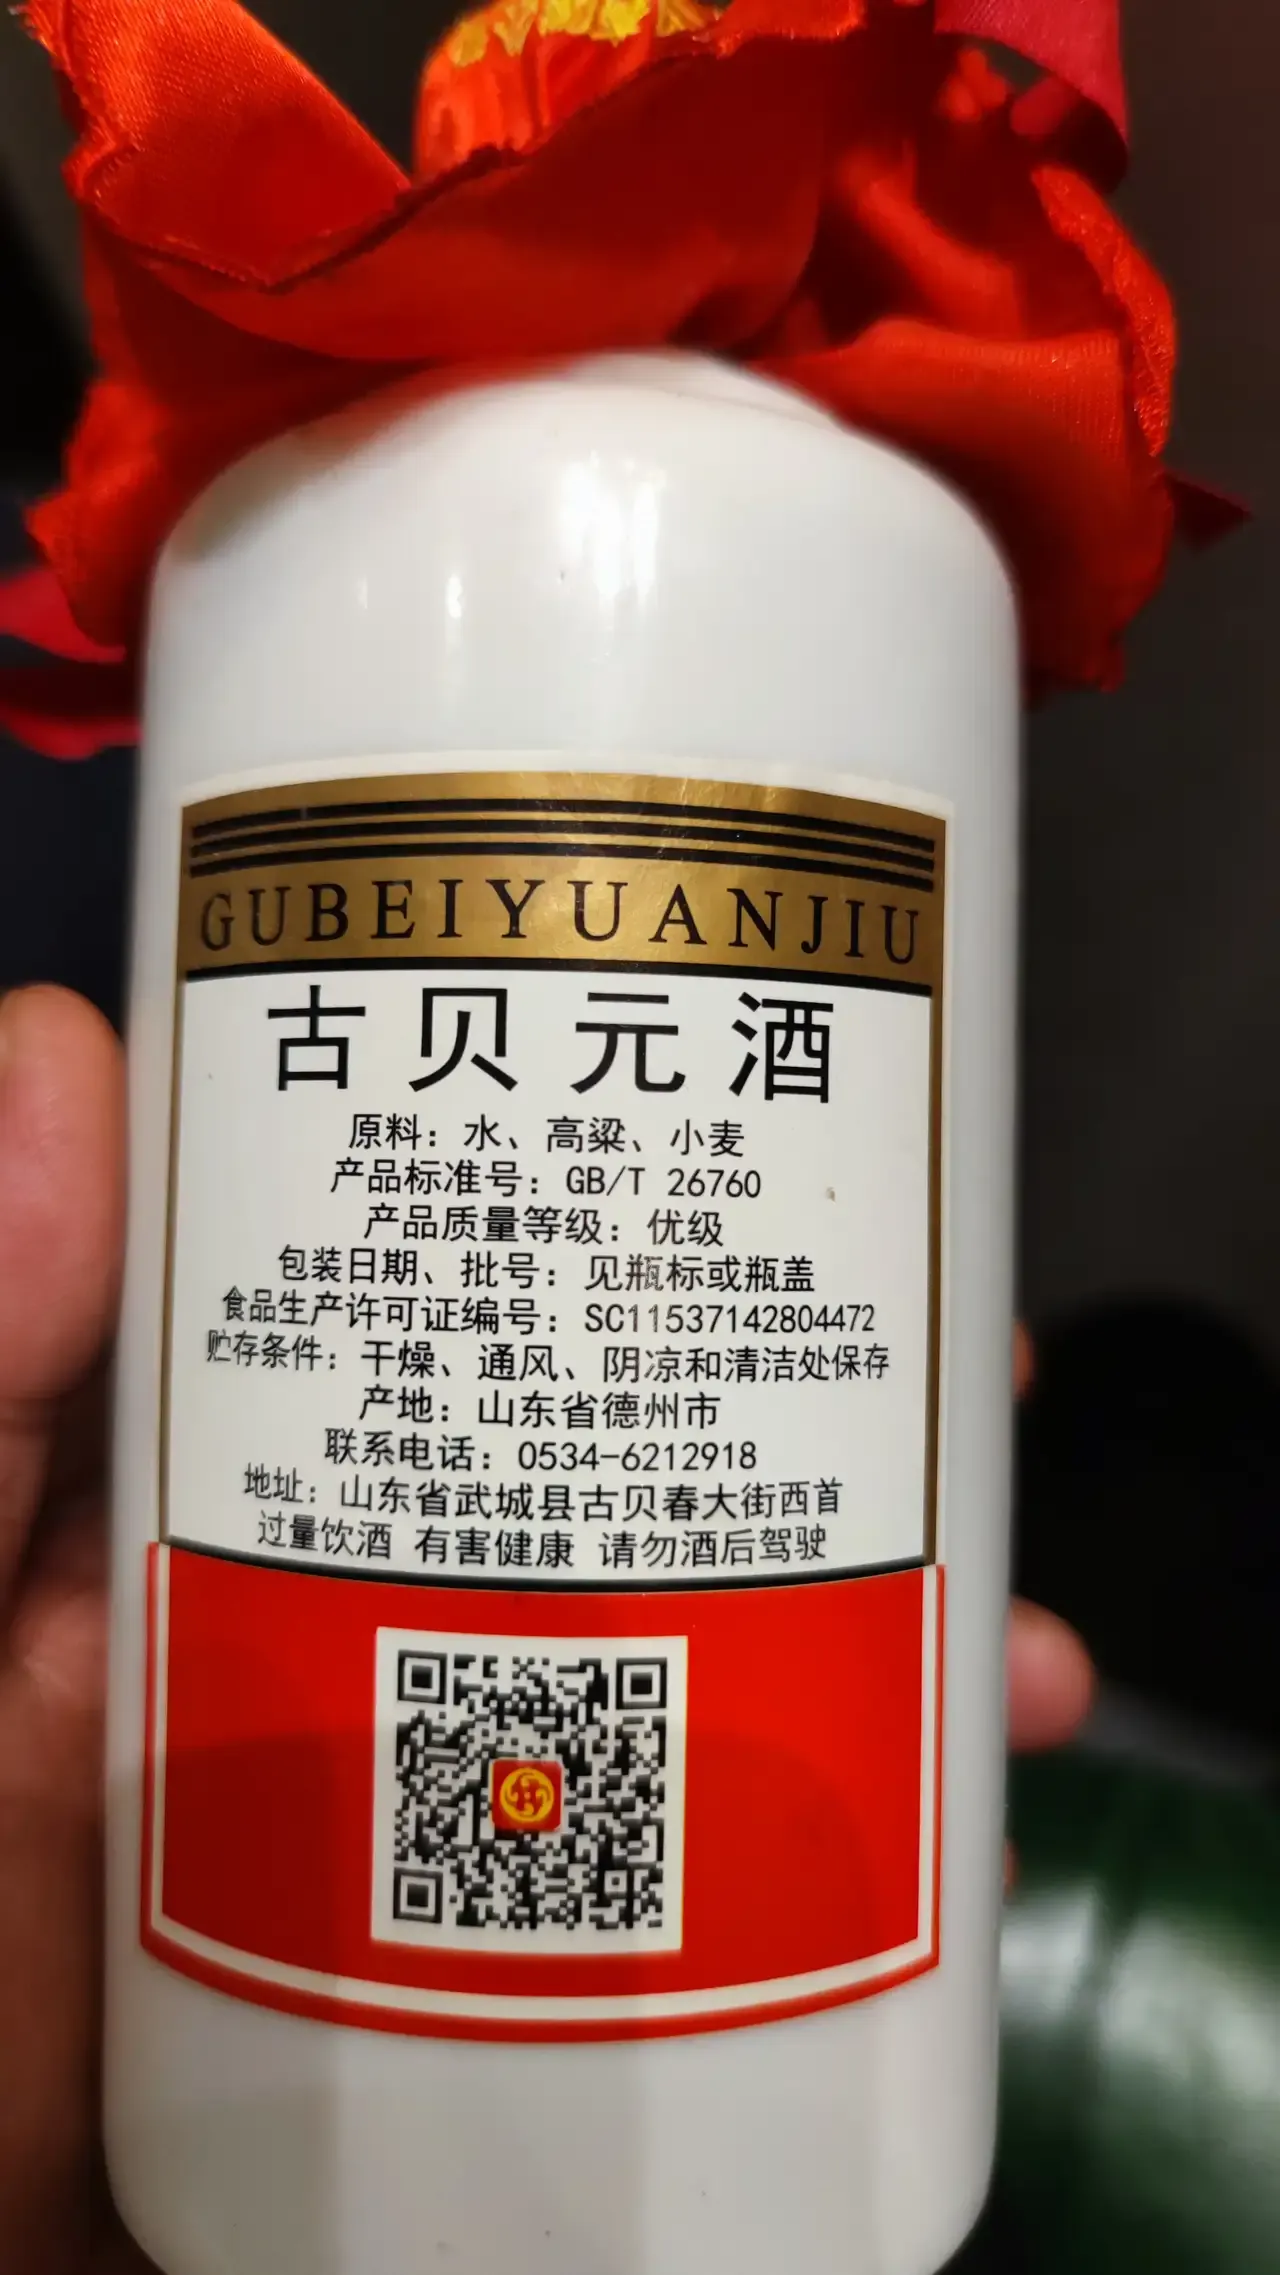 GUBEIYUANJIU
古贝元酒
原料：水、高粱、小麦
产品标准号：GB/T 26760
产品质量等级：优级
包装日期、批号：见瓶标或瓶盖
食品生产许可证编号：SC11537142804472
贮存条件：干燥、通风、阴凉和清洁处保存
产地：山东省德州市
联系电话：0534-6212918
地址：山东省武城县古贝春大街西首
过量饮酒 有害健康 请勿酒后驾驶